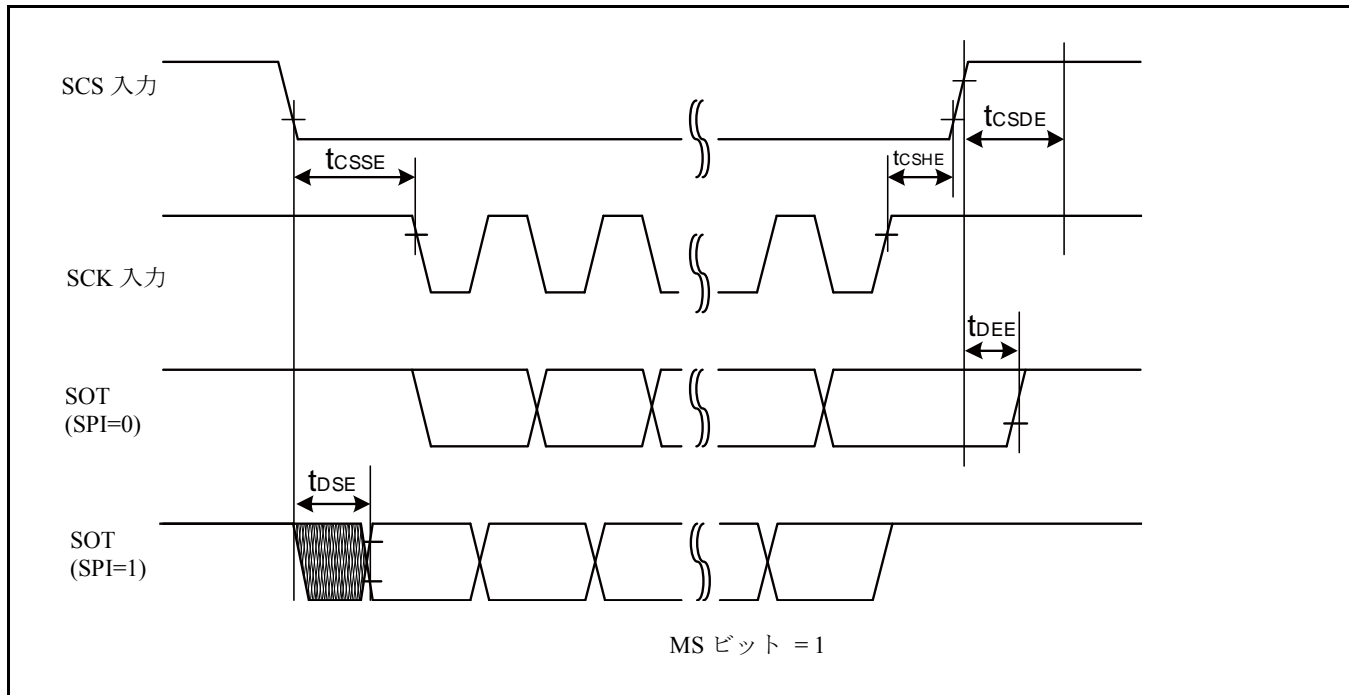 SCS 入力
tCSDE
tCSSE
tCSHE
SCK 入力
tDEE
SOT
(SPI=0)
tDSE
SOT
(SPI=1)
MS ビット = 1